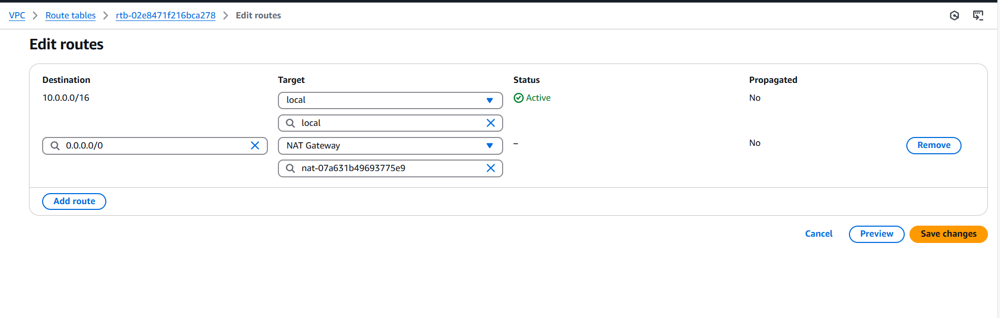 VPC > Route tables > rtb-02e8471f216bca278 > Edit routes
Edit routes
Destination Target Status Propagated
10.0.0.0/16 local Active No
local
0.0.0.0/0 NAT Gateway – No Remove
nat-07a631b49693775e9
Add route
Cancel Preview Save changes